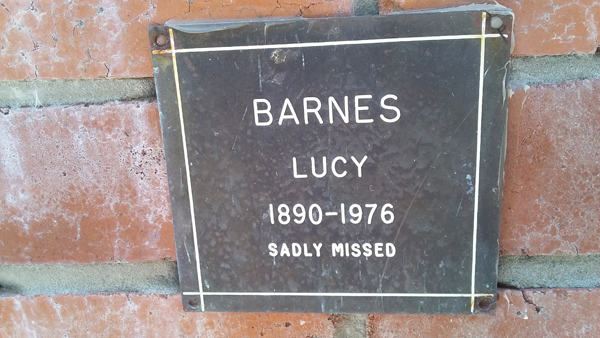 BARNES
LUCY
1890-1976
SADLY MISSED